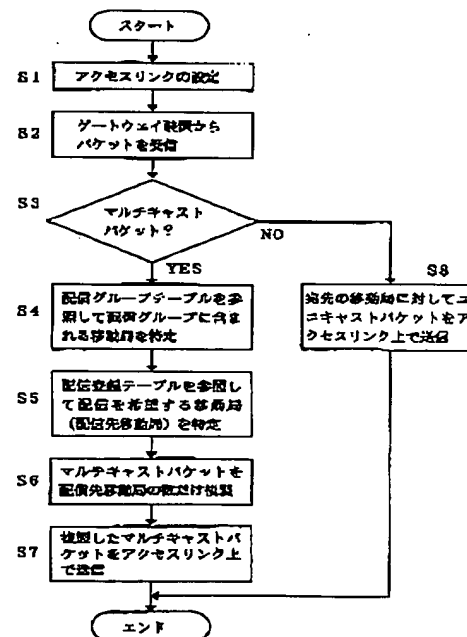 スタート
S1
アクセスリンクの設定
S2
ゲートウェイ装置から
パケットを受信
S3
マルチキャスト
パケット?
NO
YES
S4
配信グループテーブルを参
照して配信グループに含ま
れる移動局を特定
S8
宛先の移動局に対してユ
ニキャストパケットをア
クセスリンク上で送信
S5
配信登録テーブルを参照し
て配信を希望する移動局
(配信先移動局)を特定
S6
マルチキャストパケットを
配信先移動局の数だけ複製
S7
複製したマルチキャストパ
ケットをアクセスリンク上
で送信
エンド